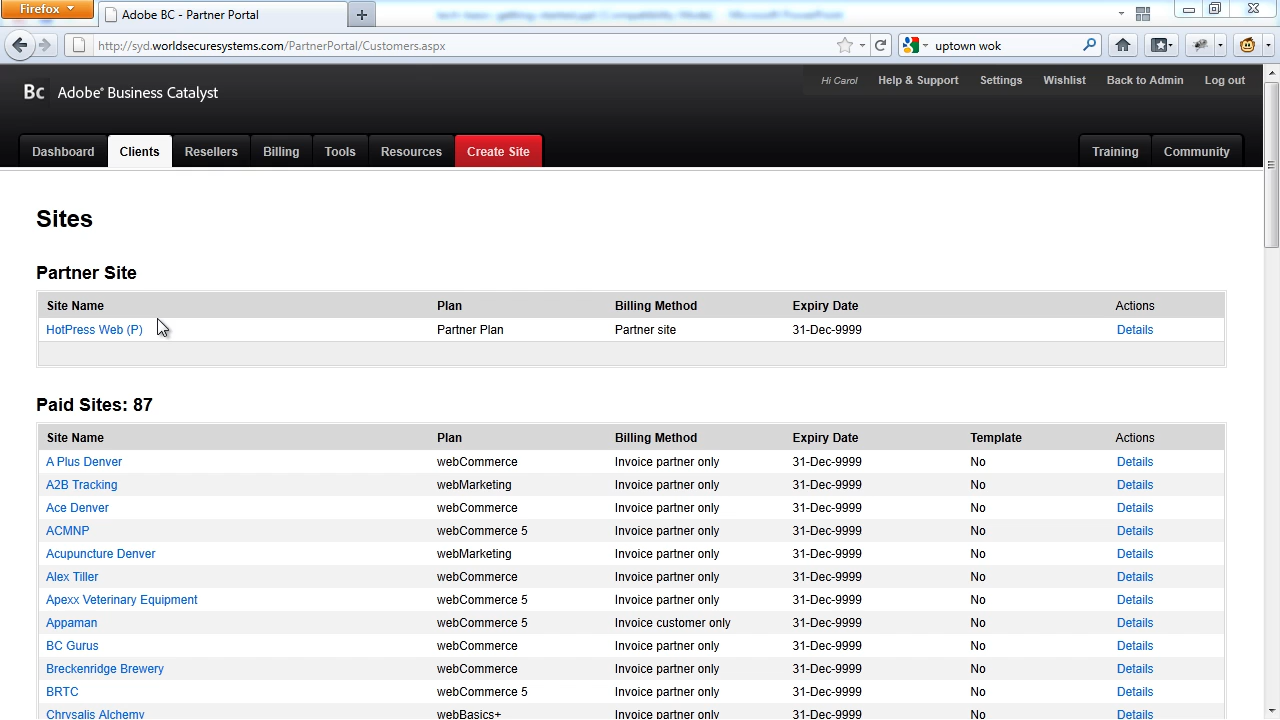 Firefox
Adobe BC - Partner Portal
http://syd.worldsecuresystems.com/PartnerPortal/Customers.aspx
uptown wok
Hi Carol Help & Support Settings Wishlist Back to Admin Log out
Bc Adobe® Business Catalyst
Dashboard Clients Resellers Billing Tools Resources Create Site Training Community
Sites
Partner Site
Site Name Plan Billing Method Expiry Date Actions
HotPress Web (P) Partner Plan Partner site 31-Dec-9999 Details
Paid Sites: 87
Site Name Plan Billing Method Expiry Date Template Actions
A Plus Denver webCommerce Invoice partner only 31-Dec-9999 No Details
A2B Tracking webMarketing Invoice partner only 31-Dec-9999 No Details
Ace Denver webCommerce Invoice partner only 31-Dec-9999 No Details
ACMNP webCommerce 5 Invoice partner only 31-Dec-9999 No Details
Acupuncture Denver webMarketing Invoice partner only 31-Dec-9999 No Details
Alex Tiller webCommerce Invoice partner only 31-Dec-9999 No Details
Apexx Veterinary Equipment webCommerce 5 Invoice partner only 31-Dec-9999 No Details
Appaman webCommerce 5 Invoice customer only 31-Dec-9999 No Details
BC Gurus webCommerce Invoice partner only 31-Dec-9999 No Details
Breckenridge Brewery webCommerce Invoice partner only 31-Dec-9999 No Details
BRTC webCommerce 5 Invoice partner only 31-Dec-9999 No Details
Chrysalis Alchemy webBasics+ Invoice partner only 31-Dec-9999 No Details